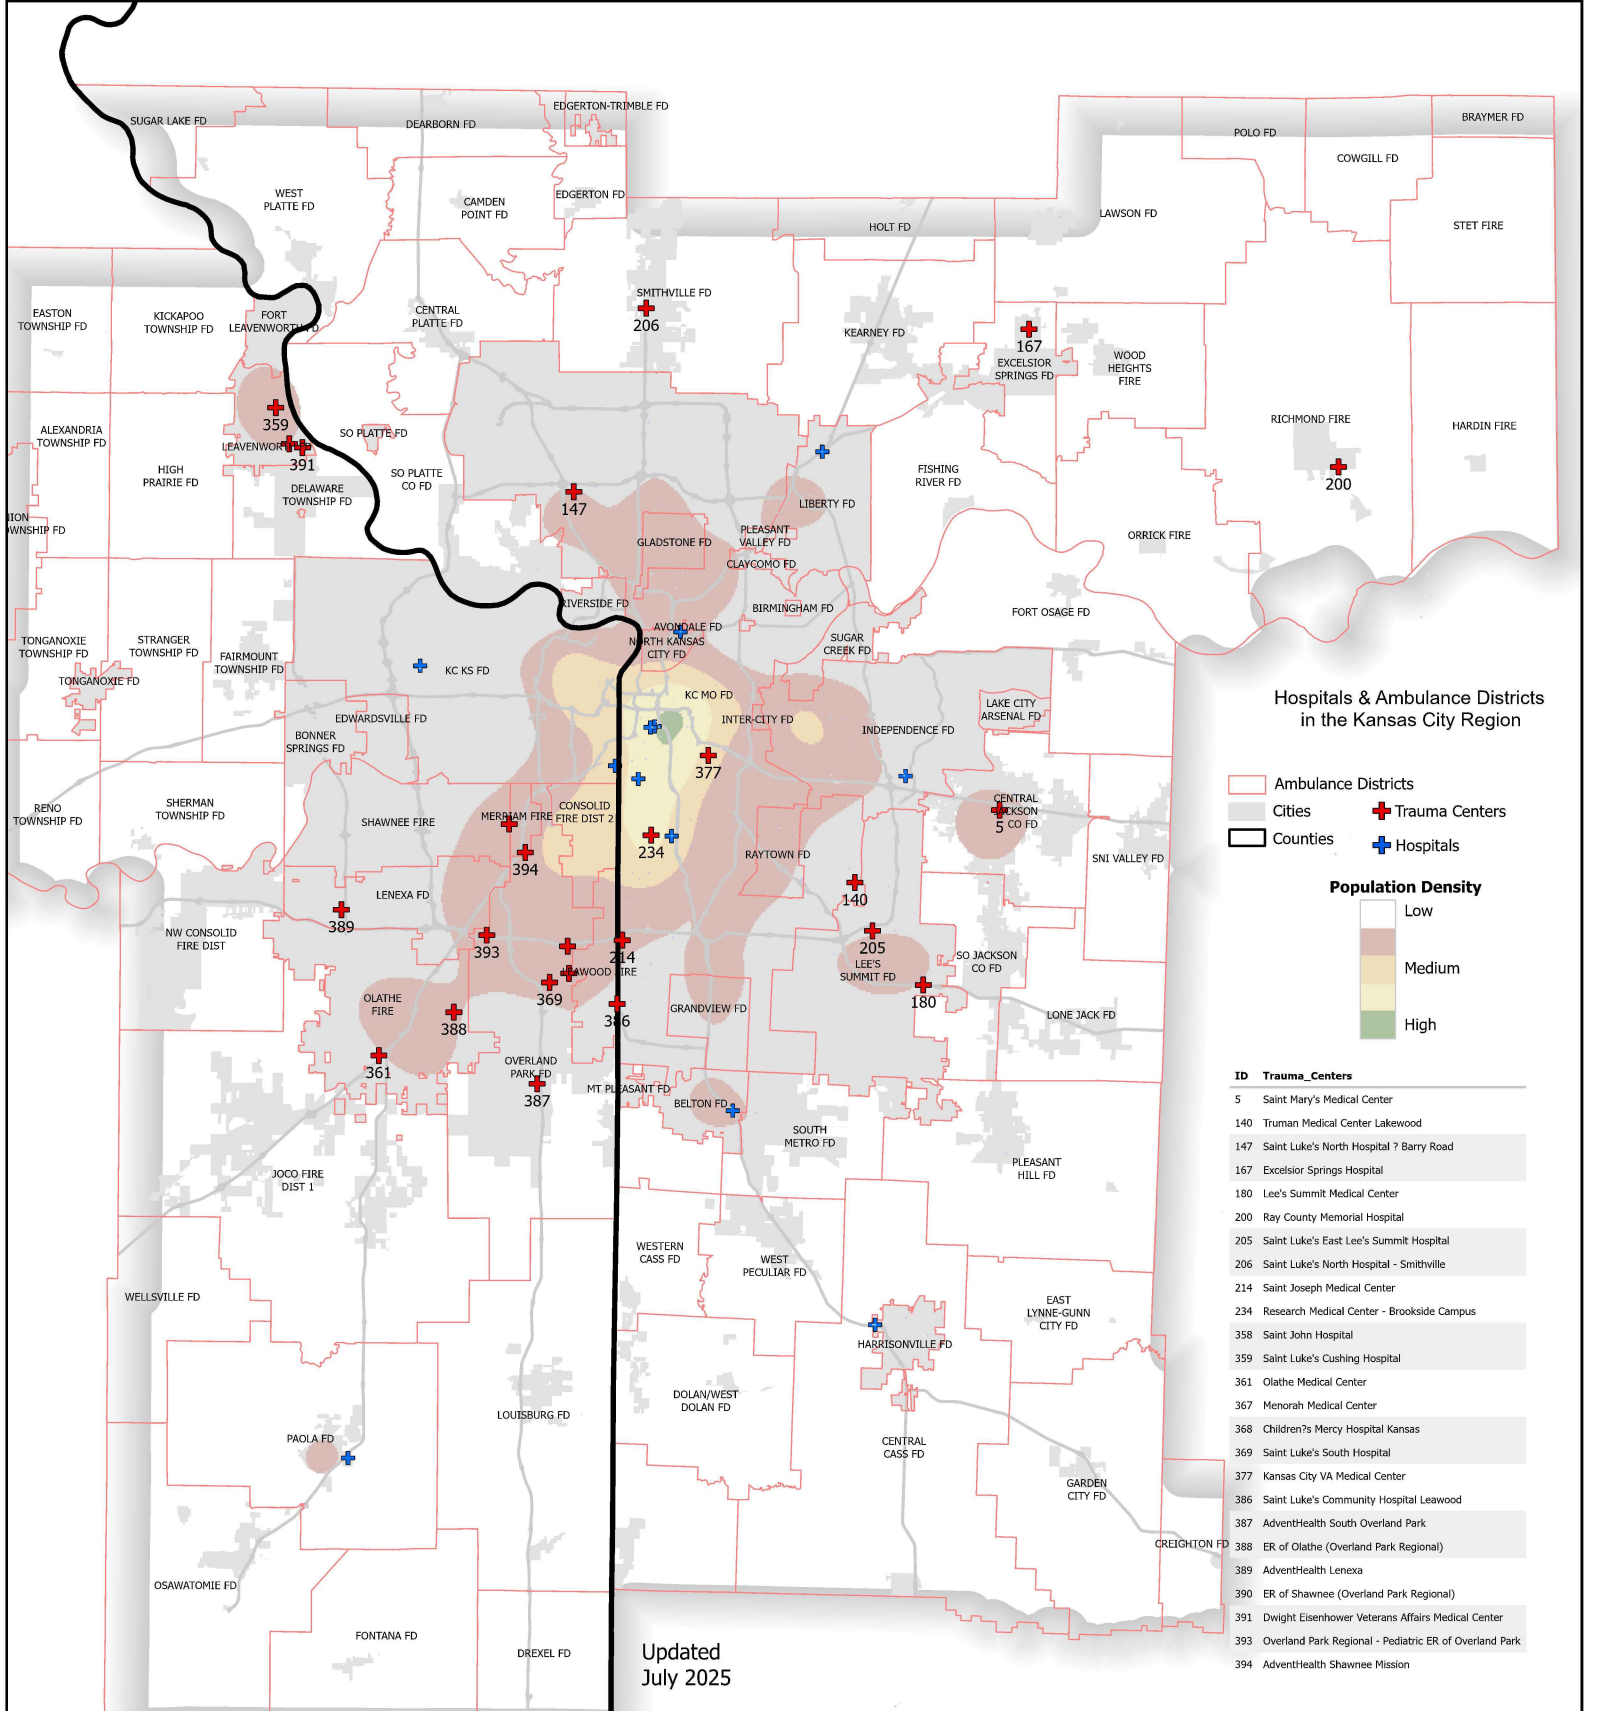 EDGERTON-TRIMBLE FD
SUGAR LAKE FD
DEARBORN FD
BRAYMER FD
POLO FD
COWGILL FD
WEST
PLATTE FD
CAMDEN
POINT FD
EDGERTON FD
LAWSON FD
HOLT FD
STET FIRE
SMITHVILLE FD
206
EASTON
TOWNSHIP FD
KICKAPOO
TOWNSHIP FD
FORT
LEAVENWORTH FD
CENTRAL
PLATTE FD
KEARNEY FD
167
EXCELSIOR
SPRINGS FD
WOOD
HEIGHTS
FIRE
359
ALEXANDRIA
TOWNSHIP FD
SO PLATTE FD
RICHMOND FIRE
HARDIN FIRE
391
HIGH
PRAIRIE FD
SO PLATTE
CO FD
DELAWARE
TOWNSHIP FD
FISHING
RIVER FD
200
147
LIBERTY FD
NION
OWNSHIP FD
GLADSTONE FD
PLEASANT
VALLEY FD
CLAYCOMO FD
ORRICK FIRE
RIVERSIDE FD
BIRMINGHAM FD
FORT OSAGE FD
AVONDALE FD
NORTH KANSAS
CITY FD
SUGAR
CREEK FD
TONGANOXIE
TOWNSHIP FD
STRANGER
TOWNSHIP FD
FAIRMOUNT
TOWNSHIP FD
KC KS FD
TONGANOXIE FD
KC MO FD
INTER-CITY FD
INDEPENDENCE FD
LAKE CITY
ARSENAL FD
EDWARDSVILLE FD
BONNER
SPRINGS FD
377
RENO
TOWNSHIP FD
SHERMAN
TOWNSHIP FD
SHAWNEE FIRE
MERRIAM FIRE
CONSOLID
FIRE DIST 2
394
234
RAYTOWN FD
CENTRAL
CKSON
CO FD
5
SNI VALLEY FD
LENEXA FD
389
140
NW CONSOLID
FIRE DIST
393
214
205
LEE'S
SUMMIT FD
SO JACKSON
CO FD
369
180
OLATHE
FIRE
388
386
GRANDVIEW FD
LONE JACK FD
361
OVERLAND
PARK FD
387
MT PLEASANT FD
BELTON FD
SOUTH
METRO FD
PLEASANT
HILL FD
JOCO FIRE
DIST 1
WESTERN
CASS FD
WEST
PECULIAR FD
WELLSVILLE FD
EAST
LYNNE-GUNN
CITY FD
HARRISONVILLE FD
DOLAN/WEST
DOLAN FD
LOUISBURG FD
PAOLA FD
CENTRAL
CASS FD
GARDEN
CITY FD
CREIGHTON FD
OSAWATOMIE FD
FONTANA FD
DREXEL FD
Updated
July 2025
Hospitals & Ambulance Districts
in the Kansas City Region
Ambulance Districts
Cities
Trauma Centers
Counties
Hospitals
Population Density
Low
Medium
High
ID Trauma_Centers
5 Saint Mary's Medical Center
140 Truman Medical Center Lakewood
147 Saint Luke's North Hospital ? Barry Road
167 Excelsior Springs Hospital
180 Lee's Summit Medical Center
200 Ray County Memorial Hospital
205 Saint Luke's East Lee's Summit Hospital
206 Saint Luke's North Hospital - Smithville
214 Saint Joseph Medical Center
234 Research Medical Center - Brookside Campus
358 Saint John Hospital
359 Saint Luke's Cushing Hospital
361 Olathe Medical Center
367 Menorah Medical Center
368 Children?s Mercy Hospital Kansas
369 Saint Luke's South Hospital
377 Kansas City VA Medical Center
386 Saint Luke's Community Hospital Leawood
387 AdventHealth South Overland Park
388 ER of Olathe (Overland Park Regional)
389 AdventHealth Lenexa
390 ER of Shawnee (Overland Park Regional)
391 Dwight Eisenhower Veterans Affairs Medical Center
393 Overland Park Regional - Pediatric ER of Overland Park
394 AdventHealth Shawnee Mission